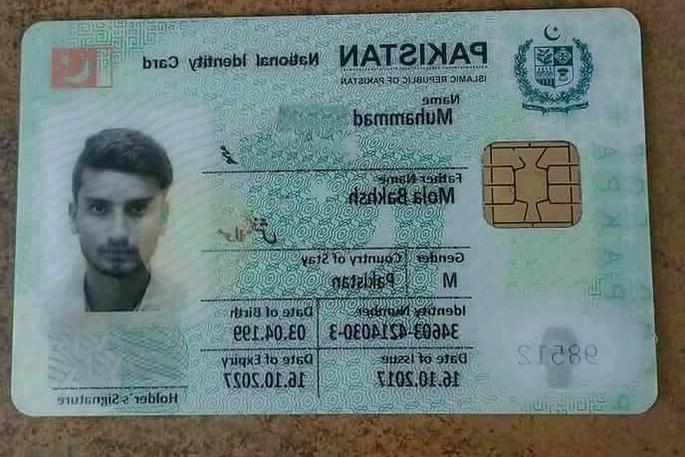 PAKISTAN National Identity Card
ISLAMIC REPUBLIC OF PAKISTAN
Name
Muhammad
Father Name
Mola Bakhsh
Gender Country of Stay
M Pakistan
Identity Number Date of Birth
34603-4214030-3 03.04.199
Date of Issue Date of Expiry
16.10.2017 16.10.2027
98512
Holder's Signature